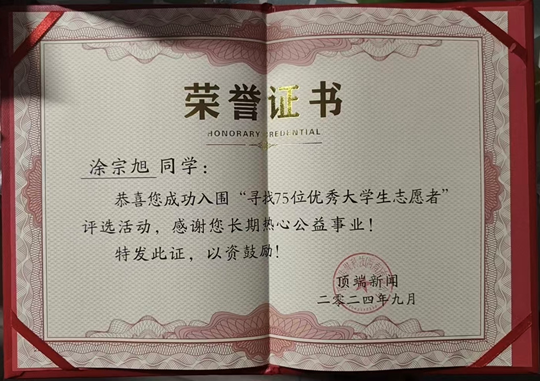 荣誉证书
HONORARY CREDENTIAL
涂宗旭 同学：
恭喜您成功入围“寻找75位优秀大学生志愿者”
评选活动，感谢您长期热心公益事业！
特发此证，以资鼓励！
顶端新闻
二零二四年九月